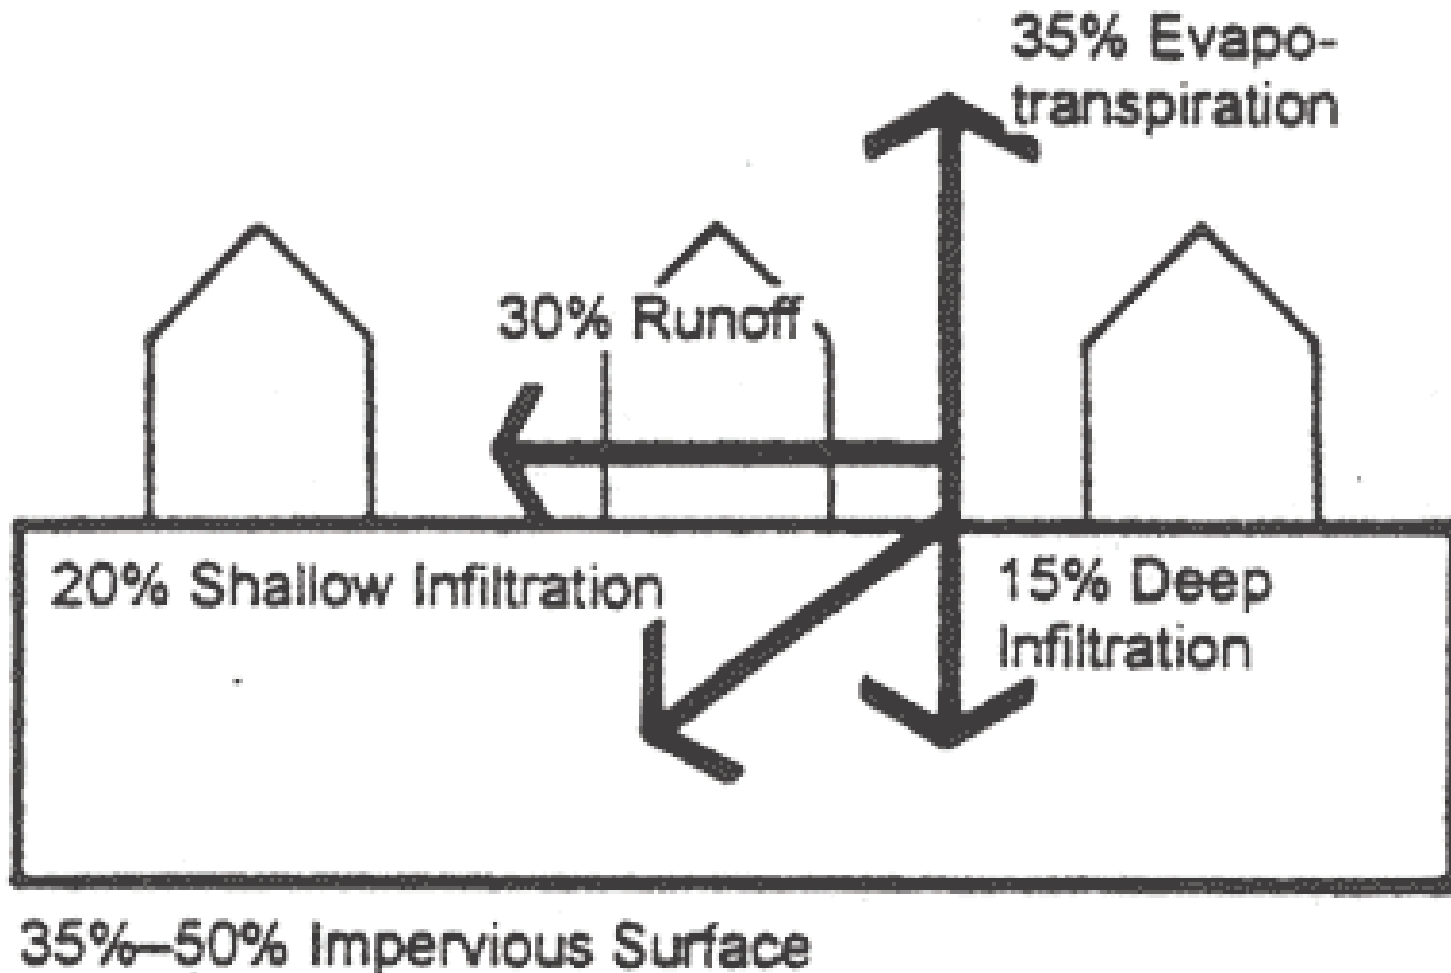 35% Evapo-
transpiration
30% Runoff
20% Shallow Infiltration
15% Deep
Infiltration
35%–50% Impervious Surface